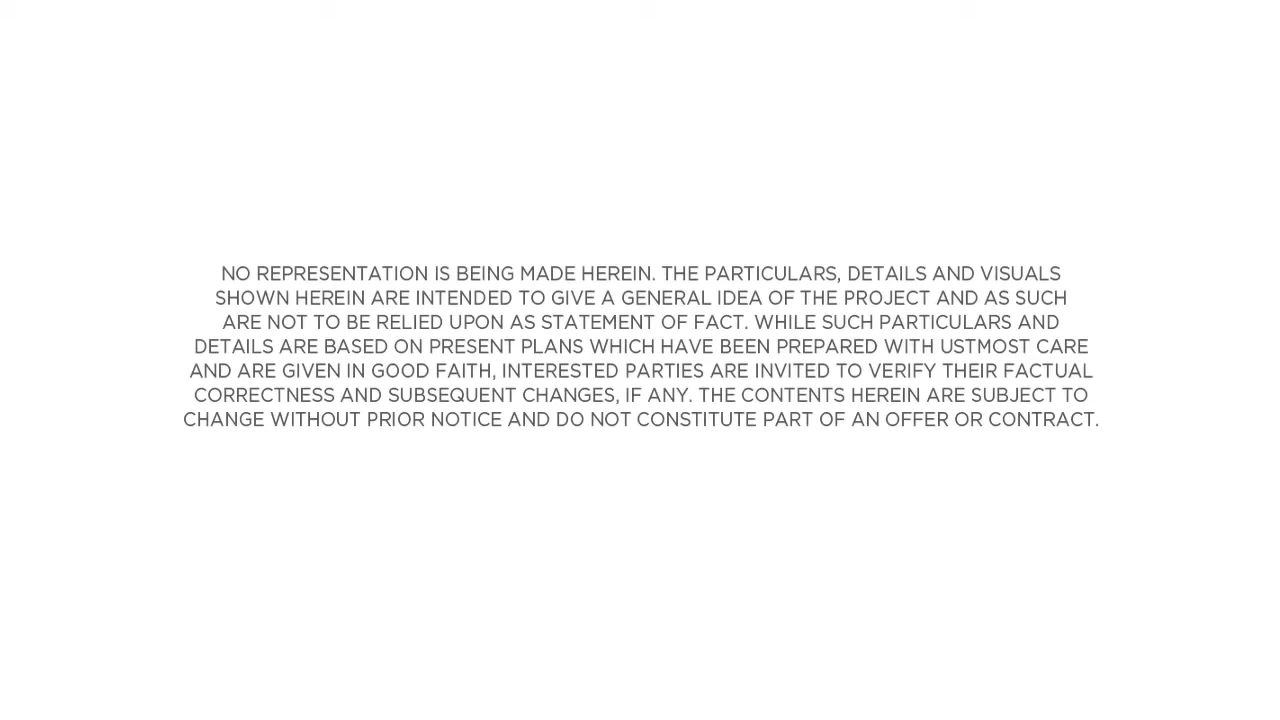 NO REPRESENTATION IS BEING MADE HEREIN. THE PARTICULARS, DETAILS AND VISUALS
SHOWN HEREIN ARE INTENDED TO GIVE A GENERAL IDEA OF THE PROJECT AND AS SUCH
ARE NOT TO BE RELIED UPON AS STATEMENT OF FACT. WHILE SUCH PARTICULARS AND
DETAILS ARE BASED ON PRESENT PLANS WHICH HAVE BEEN PREPARED WITH USTMOST CARE
AND ARE GIVEN IN GOOD FAITH, INTERESTED PARTIES ARE INVITED TO VERIFY THEIR FACTUAL
CORRECTNESS AND SUBSEQUENT CHANGES, IF ANY. THE CONTENTS HEREIN ARE SUBJECT TO
CHANGE WITHOUT PRIOR NOTICE AND DO NOT CONSTITUTE PART OF AN OFFER OR CONTRACT.